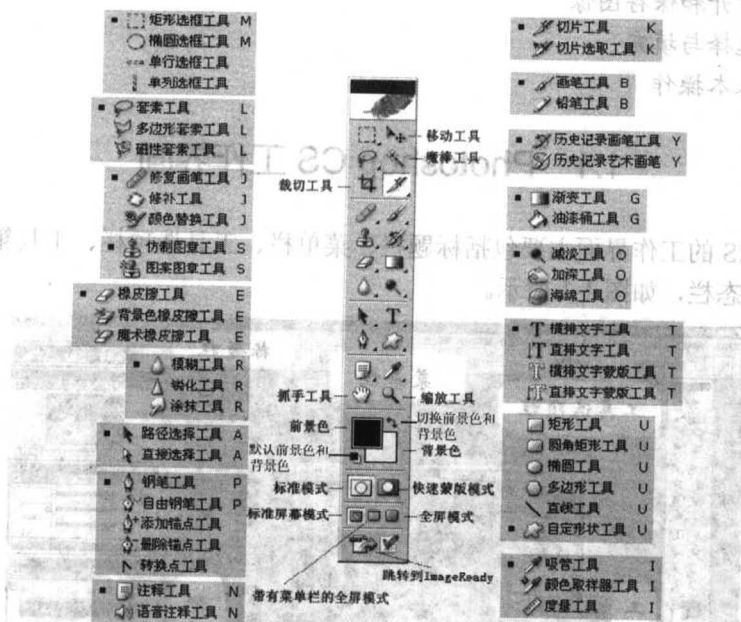 矩形选框工具 M
椭圆选框工具 M
单行选框工具
单列选框工具
套索工具 L
多边形套索工具 L
磁性套索工具 L
修复画笔工具 J
修补工具 J
颜色替换工具 J
仿制图章工具 S
图案图章工具 S
橡皮擦工具 E
背景色橡皮擦工具 E
魔术橡皮擦工具 E
模糊工具 R
锐化工具 R
涂抹工具 R
路径选择工具 A
直接选择工具 A
钢笔工具 P
自由钢笔工具 P
添加锚点工具
删除锚点工具
转换点工具
注释工具 N
语音注释工具 N
移动工具
魔棒工具
裁切工具
抓手工具
缩放工具
前景色
切换前景色和
背景色
默认前景色和
背景色
背景色
标准模式
快速蒙版模式
标准屏幕模式
全屏模式
跳转到ImageReady
带有菜单栏的全屏模式
切片工具 K
切片选取工具 K
画笔工具 B
铅笔工具 B
历史记录画笔工具 Y
历史记录艺术画笔 Y
渐变工具 G
油漆桶工具 G
减淡工具 O
加深工具 O
海绵工具 O
横排文字工具 T
直排文字工具 T
横排文字蒙版工具 T
直排文字蒙版工具 T
矩形工具 U
圆角矩形工具 U
椭圆工具 U
多边形工具 U
直线工具 U
自定形状工具 U
吸管工具 I
颜色取样器工具 I
度量工具 I